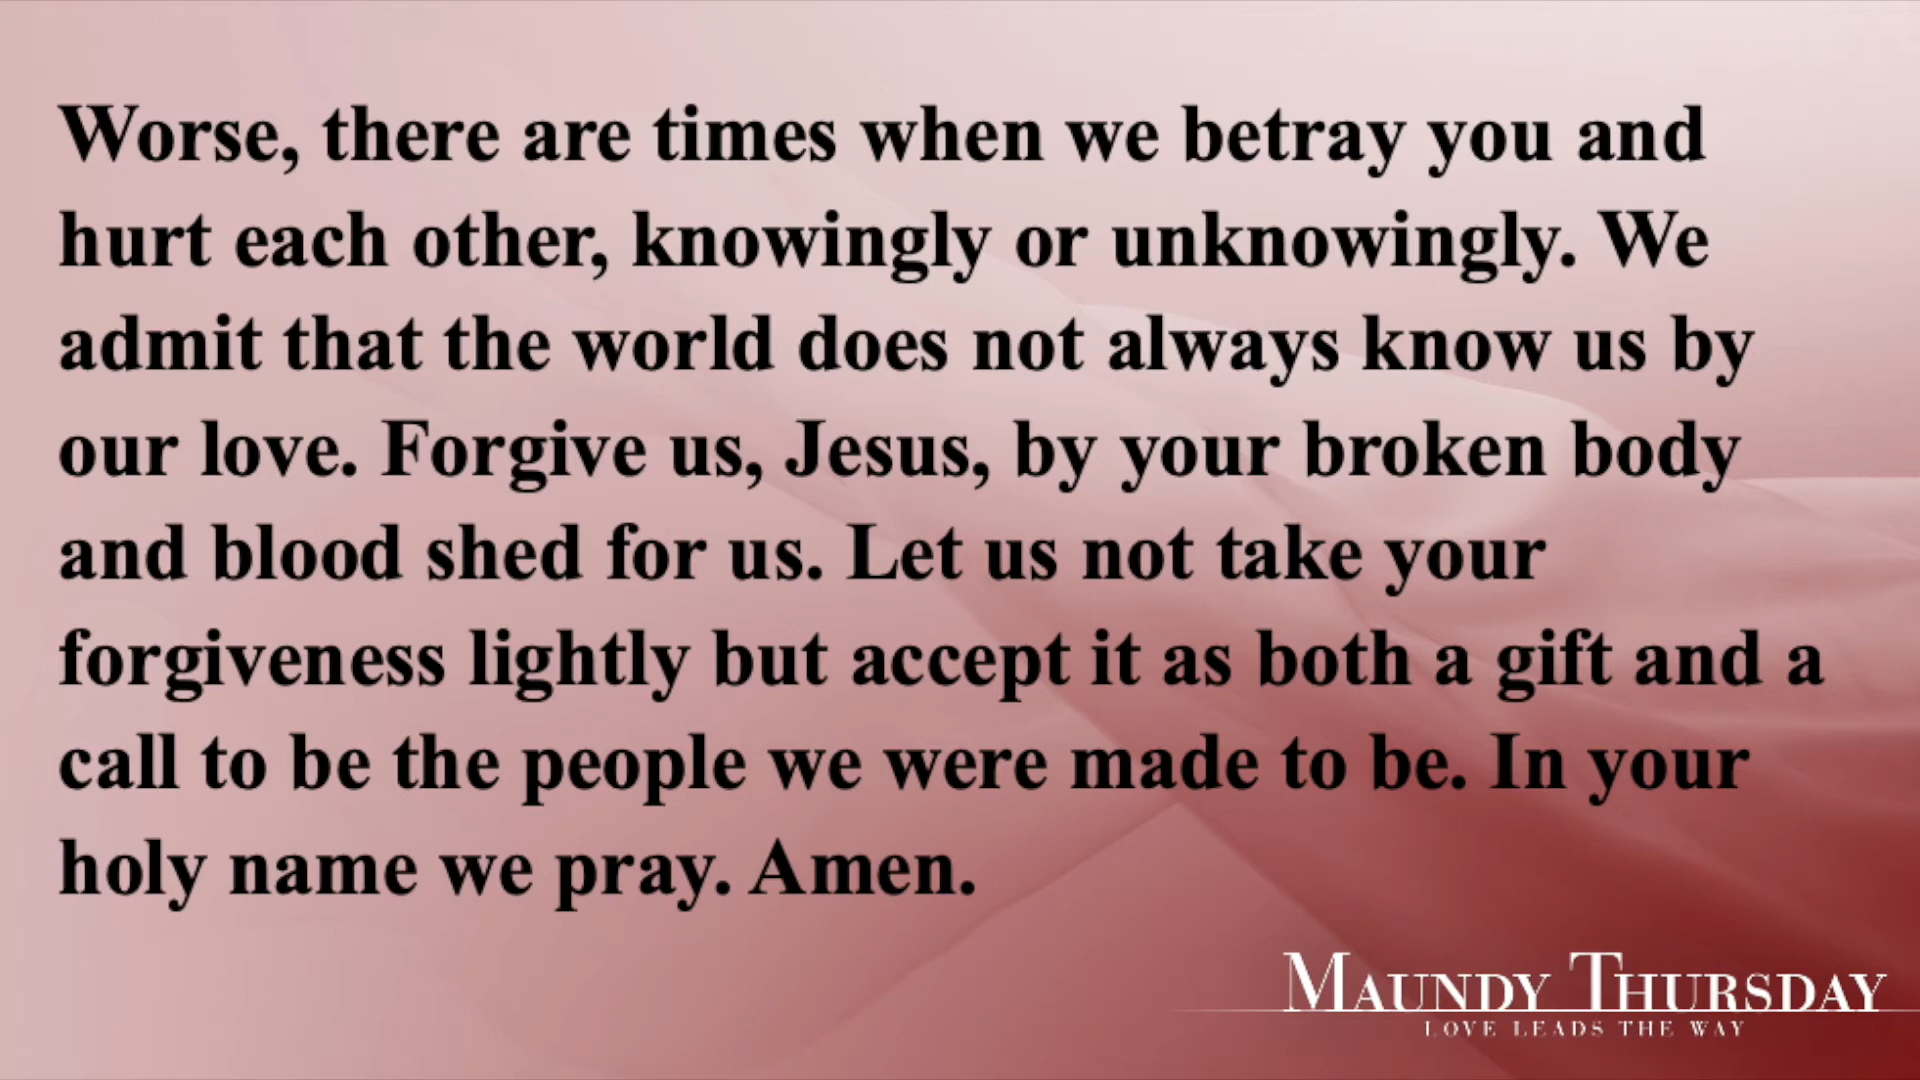 Worse, there are times when we betray you and
hurt each other, knowingly or unknowingly. We
admit that the world does not always know us by
our love. Forgive us, Jesus, by your broken body
and blood shed for us. Let us not take your
forgiveness lightly but accept it as both a gift and a
call to be the people we were made to be. In your
holy name we pray. Amen.
MAUNDY THURSDAY
LOVE LEADS THE WAY